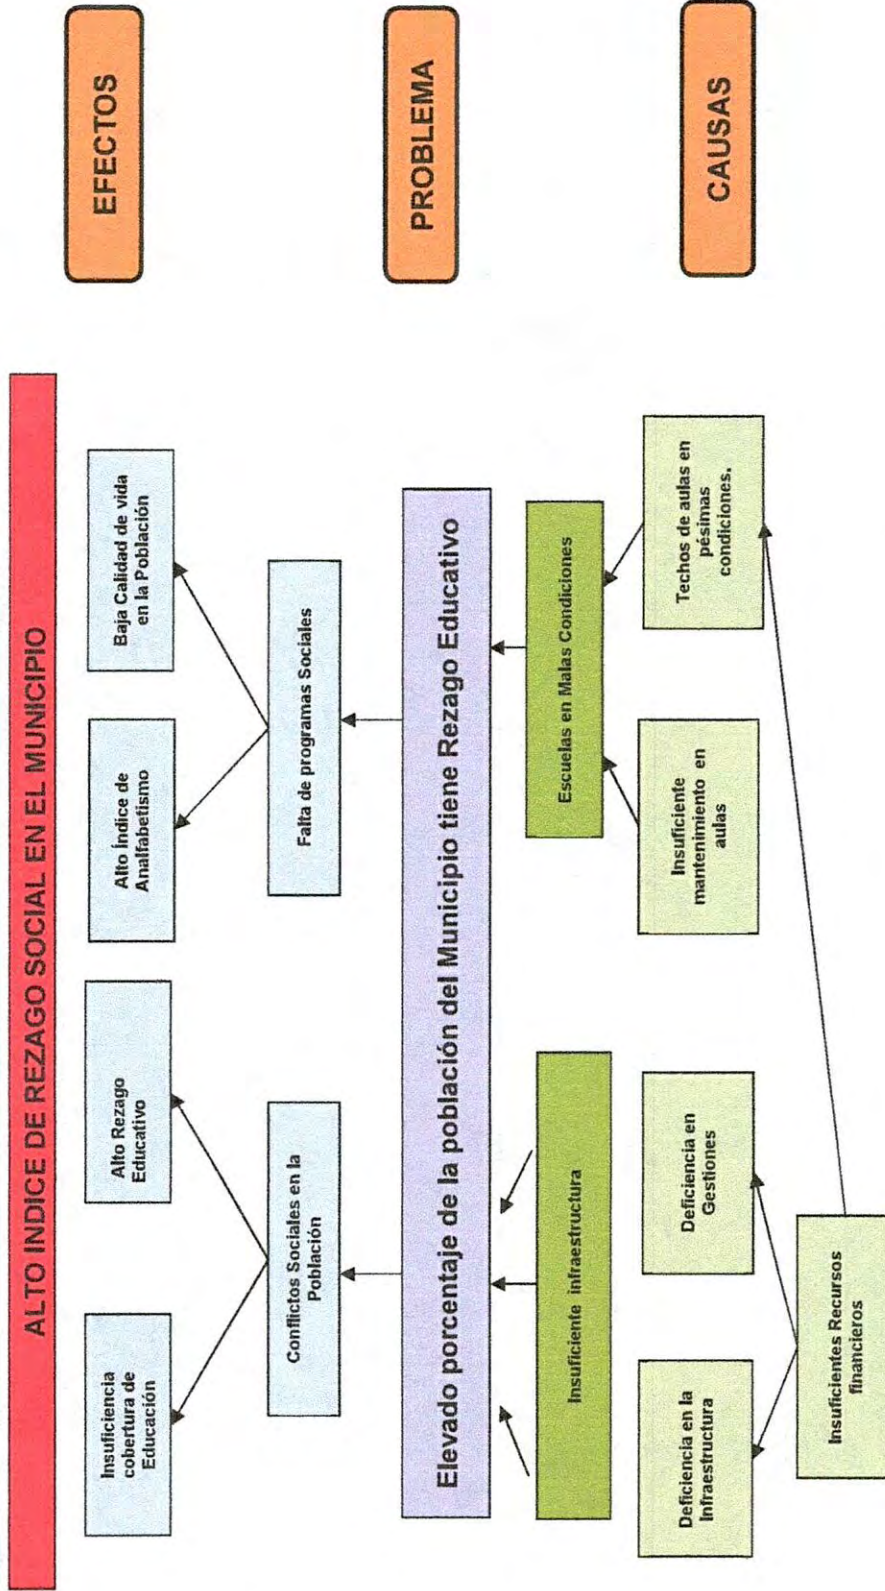 ALTO INDICE DE REZAGO SOCIAL EN EL MUNICIPIO
EFECTOS
Insuficiencia
cobertura de
Educación
Alto Rezago
Educativo
Alto Índice de
Analfabetismo
Baja Calidad de vida
en la Población
Conflictos Sociales en la
Población
Falta de programas Sociales
PROBLEMA
Elevado porcentaje de la población del Municipio tiene Rezago Educativo
Insuficiente infraestructura
Escuelas en Malas Condiciones
CAUSAS
Deficiencia en la
Infraestructura
Deficiencia en
Gestiones
Insuficiente
mantenimiento en
aulas
Techos de aulas en
pésimas
condiciones.
Insuficientes Recursos
financieros